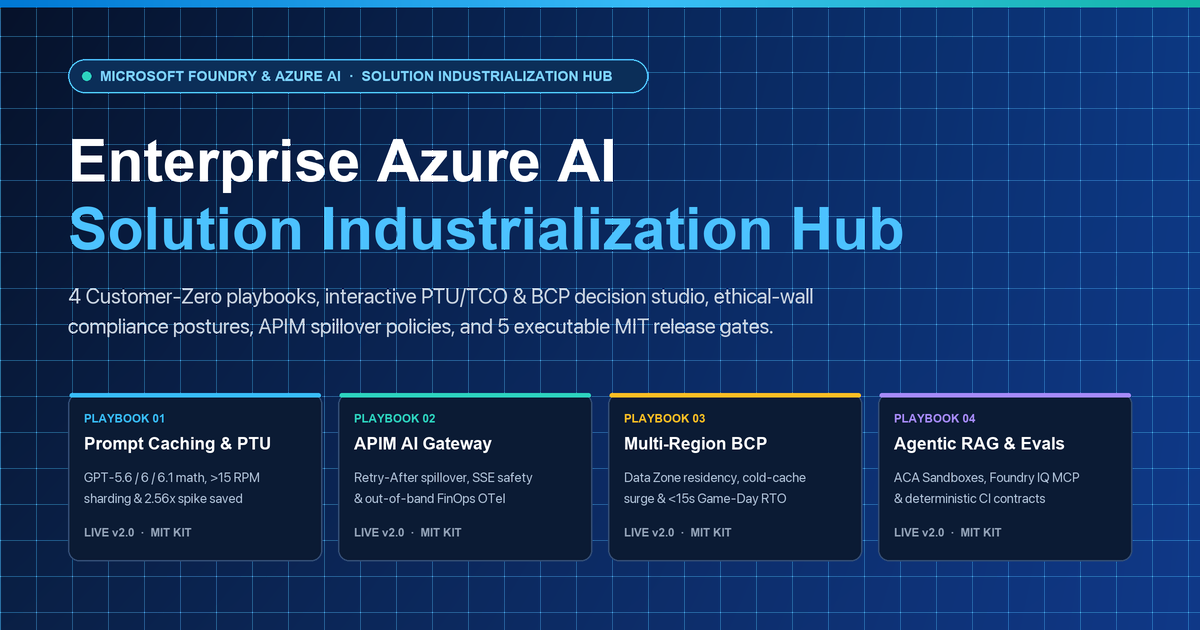 MICROSOFT FOUNDRY & AZURE AI · SOLUTION INDUSTRIALIZATION HUB
Enterprise Azure AI
Solution Industrialization Hub
4 Customer-Zero playbooks, interactive PTU/TCO & BCP decision studio, ethical-wall
compliance postures, APIM spillover policies, and 5 executable MIT release gates.
PLAYBOOK 01
Prompt Caching & PTU
GPT-5.6 / 6 / 6.1 math, >15 RPM
sharding & 2.56x spike saved
LIVE v2.0 · MIT KIT
PLAYBOOK 02
APIM AI Gateway
Retry-After spillover, SSE safety
& out-of-band FinOps OTel
LIVE v2.0 · MIT KIT
PLAYBOOK 03
Multi-Region BCP
Data Zone residency, cold-cache
surge & <15s Game-Day RTO
LIVE v2.0 · MIT KIT
PLAYBOOK 04
Agentic RAG & Evals
ACA Sandboxes, Foundry IQ MCP
& deterministic CI contracts
LIVE v2.0 · MIT KIT